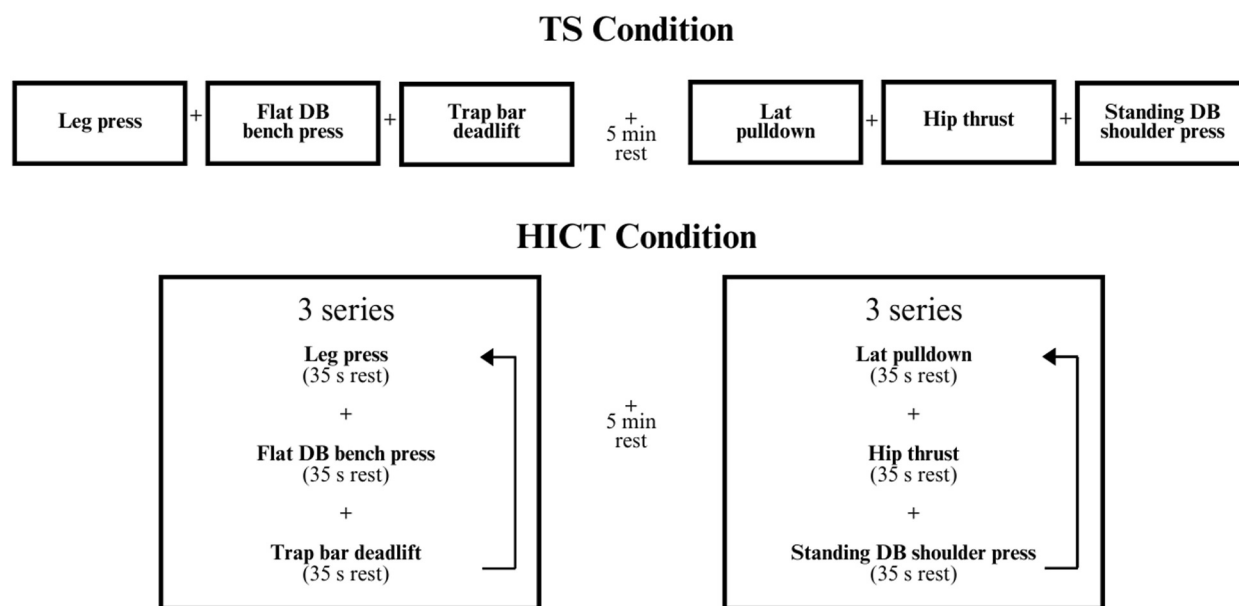 TS Condition
Leg press
+
Flat DB
bench press
+
Trap bar
deadlift
+
5 min
rest
Lat
pulldown
+
Hip thrust
+
Standing DB
shoulder press
HICT Condition
3 series
Leg press
(35 s rest)
+
Flat DB bench press
(35 s rest)
+
Trap bar deadlift
(35 s rest)
+
5 min
rest
3 series
Lat pulldown
(35 s rest)
+
Hip thrust
(35 s rest)
+
Standing DB shoulder press
(35 s rest)